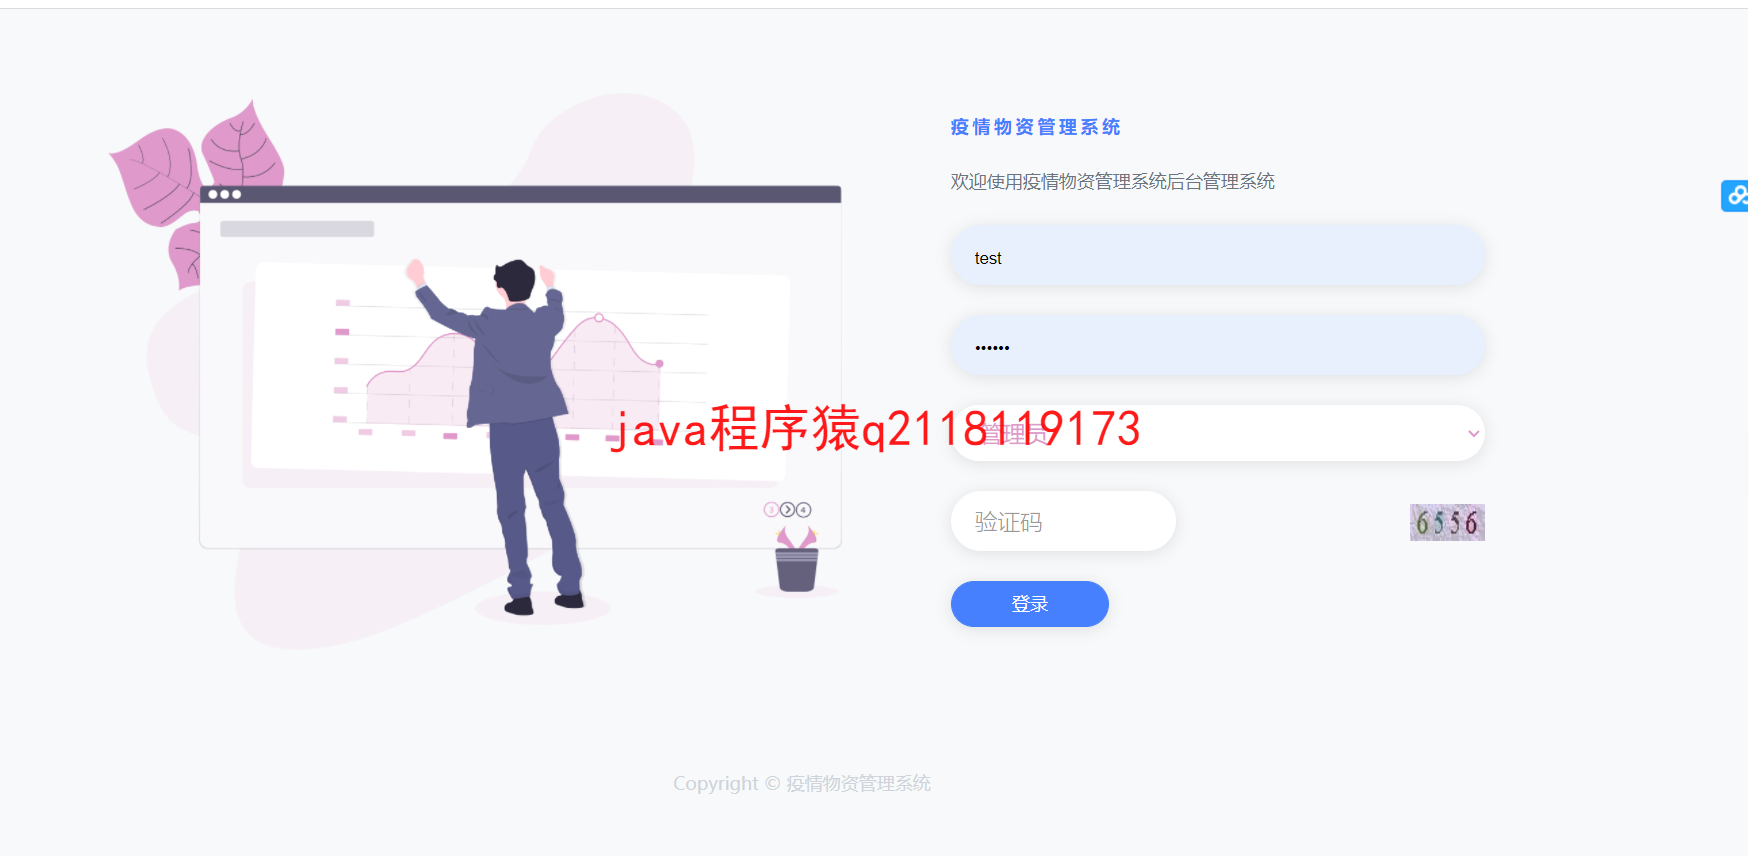 疫情物资管理系统
欢迎使用疫情物资管理系统后台管理系统
test
••••••
管理员
java程序猿q2118119173
验证码
6556
登录
Copyright © 疫情物资管理系统